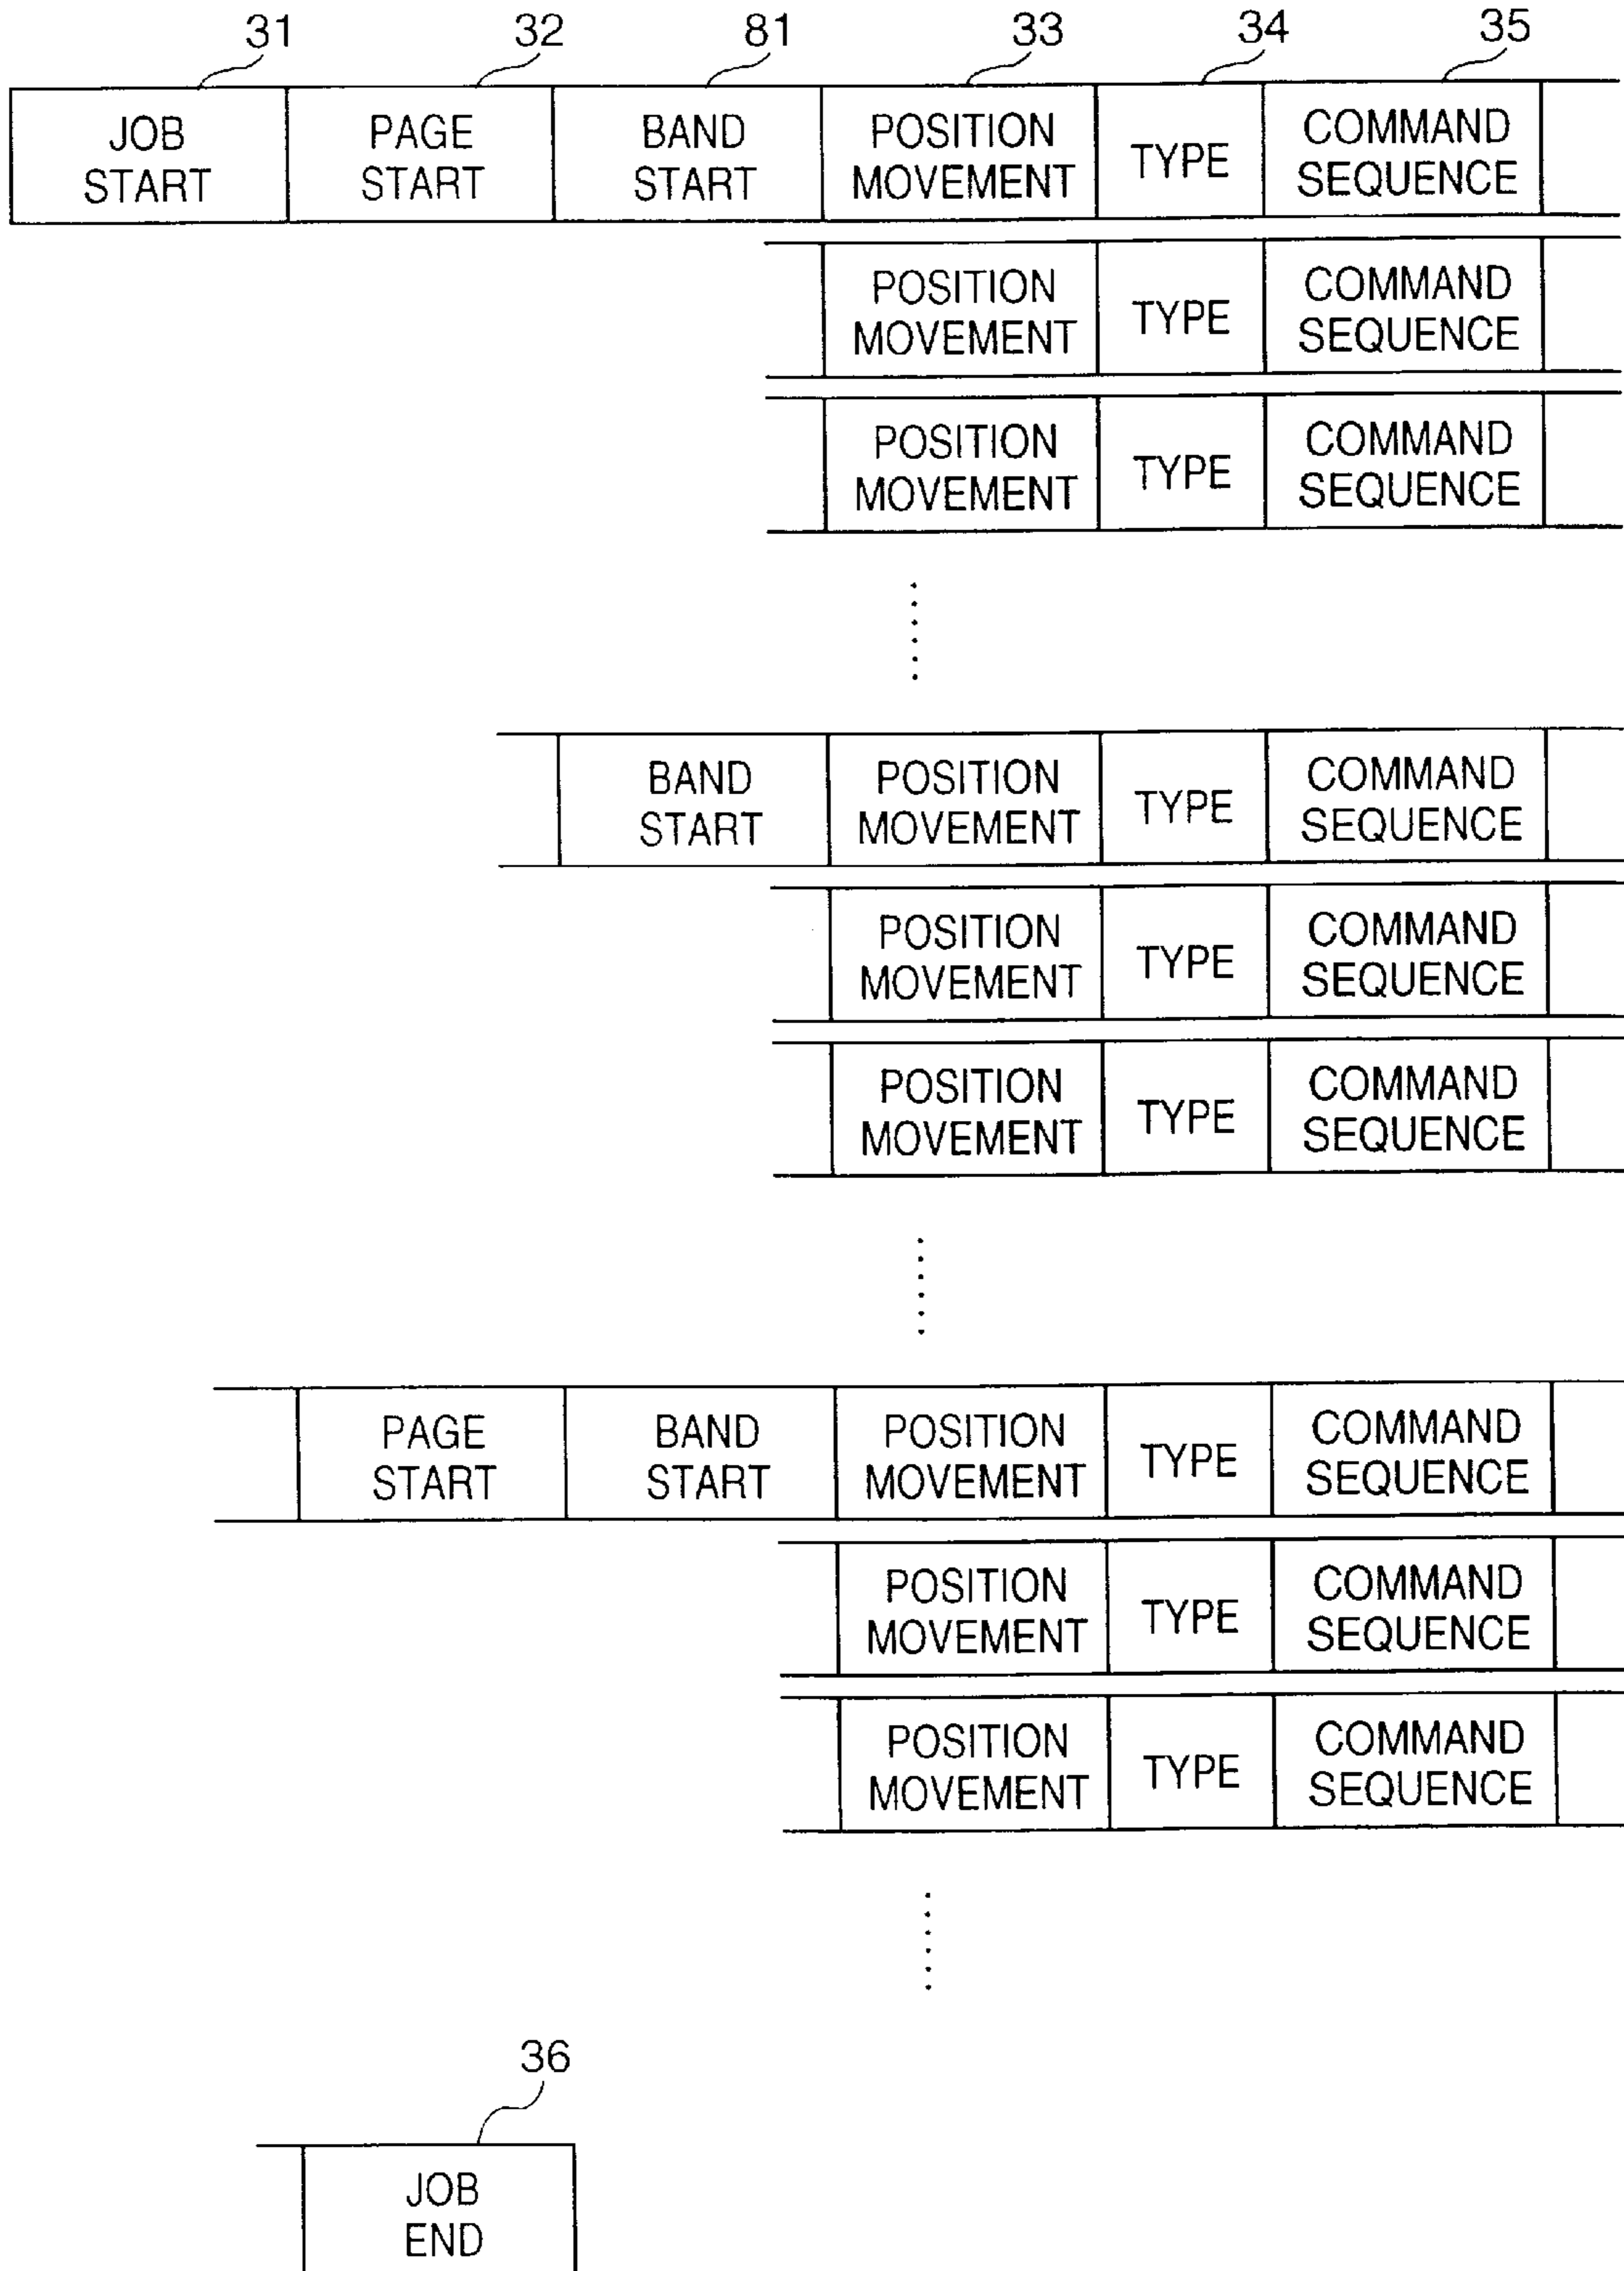 31 32 81 33 34 35
JOB START PAGE START BAND START POSITION MOVEMENT TYPE COMMAND SEQUENCE
POSITION MOVEMENT TYPE COMMAND SEQUENCE
POSITION MOVEMENT TYPE COMMAND SEQUENCE
BAND START POSITION MOVEMENT TYPE COMMAND SEQUENCE
POSITION MOVEMENT TYPE COMMAND SEQUENCE
POSITION MOVEMENT TYPE COMMAND SEQUENCE
PAGE START BAND START POSITION MOVEMENT TYPE COMMAND SEQUENCE
POSITION MOVEMENT TYPE COMMAND SEQUENCE
POSITION MOVEMENT TYPE COMMAND SEQUENCE
36
JOB END